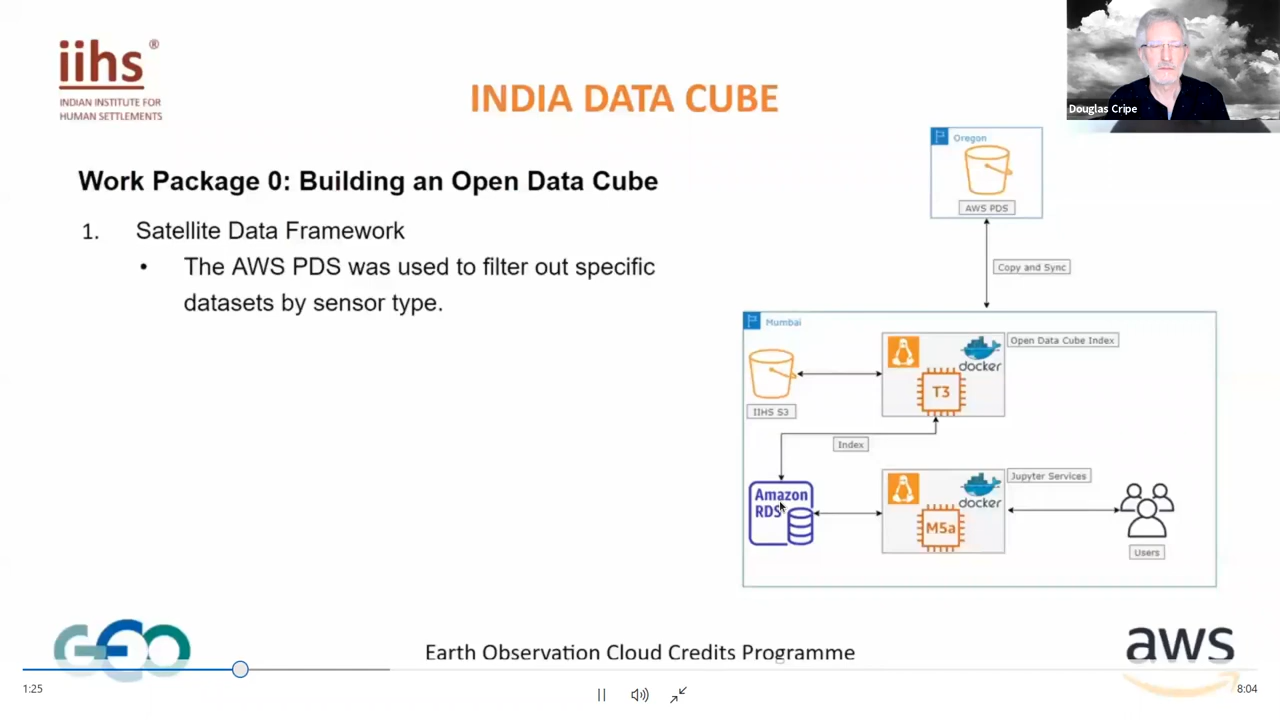 iihs®
INDIAN INSTITUTE FOR
HUMAN SETTLEMENTS
INDIA DATA CUBE
Douglas Cripe
Work Package 0: Building an Open Data Cube
1. Satellite Data Framework
• The AWS PDS was used to filter out specific
datasets by sensor type.
Oregon
AWS PDS
Copy and Sync
Mumbai
Open Data Cube Index
docker
T3
IIHS S3
Index
Jupyter Services
Amazon
RDS
docker
M5a
Users
GEO
Earth Observation Cloud Credits Programme
aws
1:25
8:04